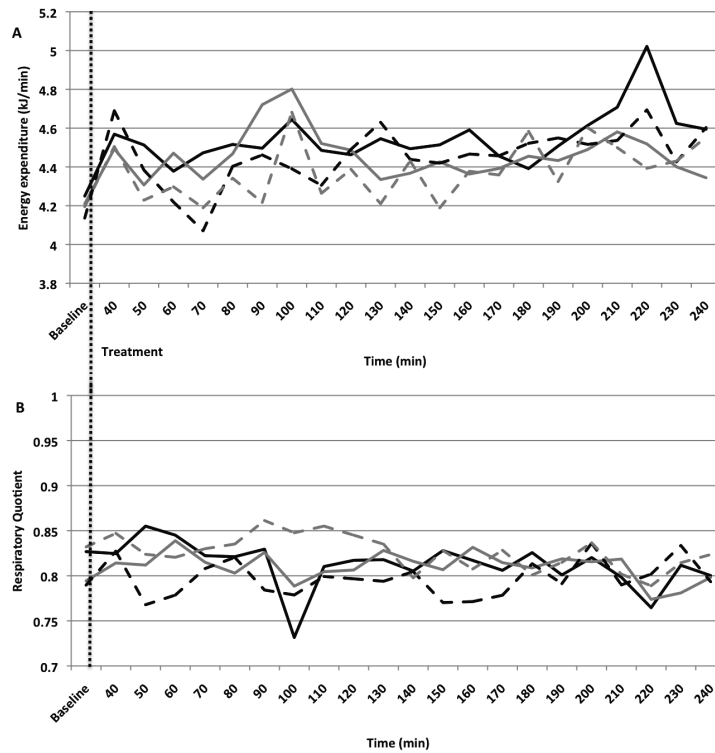 A
Energy expenditure (kJ/min)
5.2
5
4.8
4.6
4.4
4.2
4
3.8
Baseline 40 50 60 70 80 90 100 110 120 130 140 150 160 170 180 190 200 210 220 230 240
Treatment
Time (min)
B
Respiratory Quotient
1
0.95
0.9
0.85
0.8
0.75
0.7
Baseline 40 50 60 70 80 90 100 110 120 130 140 150 160 170 180 190 200 210 220 230 240
Time (min)